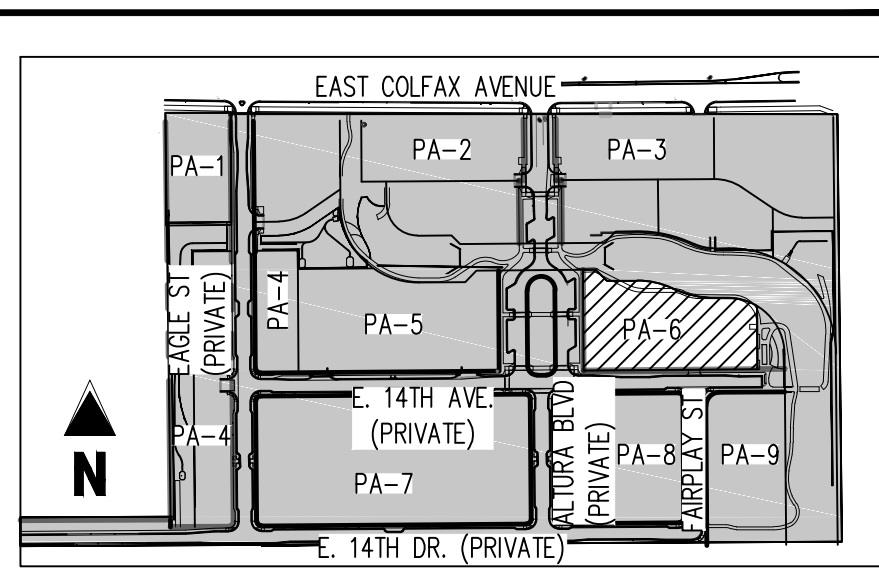 EAST COLFAX AVENUE
PA-1
PA-2
PA-3
EAGLE ST
(PRIVATE)
PA-4
PA-5
PA-6
E. 14TH AVE.
(PRIVATE)
PA-4
N
PA-7
ALTURA BLVD
(PRIVATE)
PA-8
FAIRPLAY ST
PA-9
E. 14TH DR. (PRIVATE)